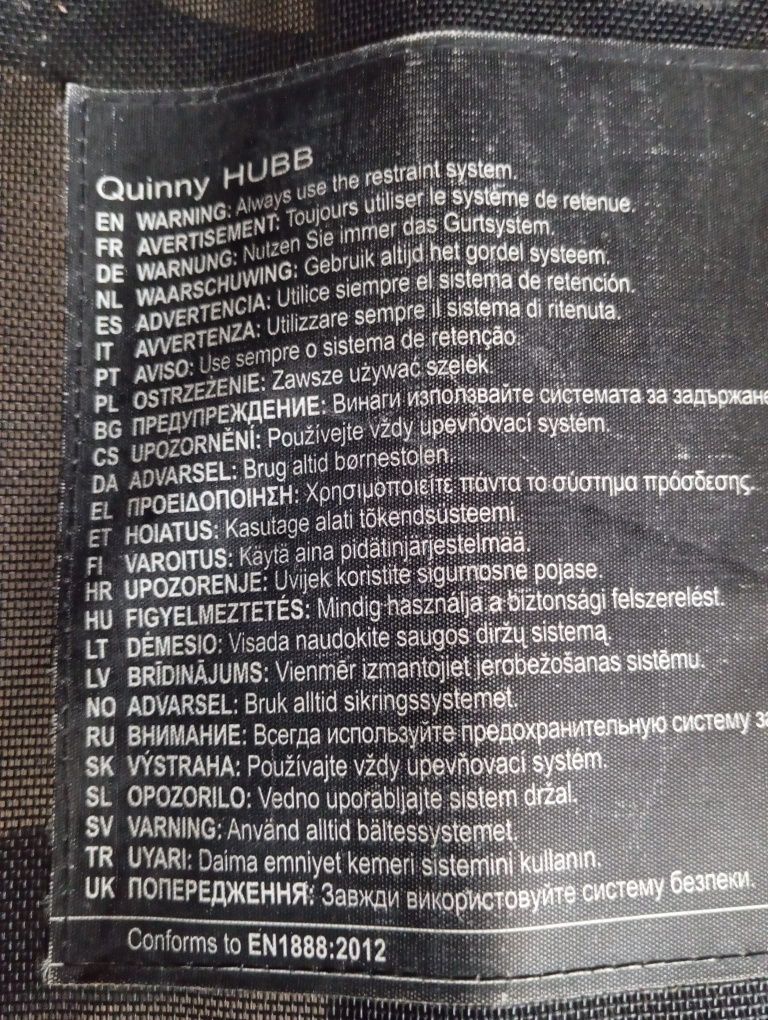 Quinny HUBB
EN WARNING: Always use the restraint system.
FR AVERTISEMENT: Toujours utiliser le système de retenue.
DE WARNUNG: Nutzen Sie immer das Gurtsystem.
NL WAARSCHUWING: Gebruik altijd het gordel systeem.
ES ADVERTENCIA: Utilice siempre el sistema de retención.
IT AVVERTENZA: Utilizzare sempre il sistema di ritenuta.
PT AVISO: Use sempre o sistema de retenção.
PL OSTRZEŻENIE: Zawsze używać szelek.
BG ПРЕДУПРЕЖДЕНИЕ: Винаги използвайте системата за задържане
CS UPOZORNĚNÍ: Používejte vždy upevňovací systém.
DA ADVARSEL: Brug altid børnestolen.
EL ΠΡΟΕΙΔΟΠΟΙΗΣΗ: Χρησιμοποιείτε πάντα το σύστημα πρόσδεσης.
ET HOIATUS: Kasutage alati tõkendsüsteemi.
FI VAROITUS: Käytä aina pidätinjärjestelmää.
HR UPOZORENJE: Uvijek koristite sigurnosne pojase.
HU FIGYELMEZTETÉS: Mindig használja a biztonsági felszerelést.
LT DĖMESIO: Visada naudokite saugos diržų sistemą.
LV BRĪDINĀJUMS: Vienmēr izmantojiet ierobežošanas sistēmu.
NO ADVARSEL: Bruk alltid sikringssystemet.
RU ВНИМАНИЕ: Всегда используйте предохранительную систему
SK VÝSTRAHA: Používajte vždy upevňovací systém.
SL OPOZORILO: Vedno uporabljajte sistem držal.
SV VARNING: Använd alltid bältessystemet.
TR UYARI: Daima emniyet kemeri sistemini kullanın.
UK ПОПЕРЕДЖЕННЯ: Завжди використовуйте систему безпеки.
Conforms to EN1888:2012